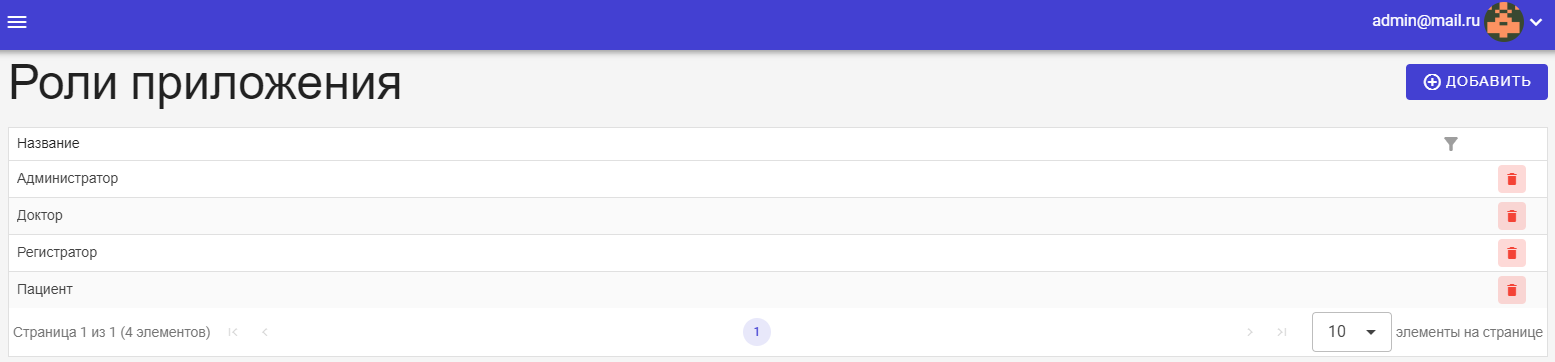 admin@mail.ru
Роли приложения
ДОБАВИТЬ
Название
Администратор
Доктор
Регистратор
Пациент
Страница 1 из 1 (4 элементов) 1 10 элементы на странице